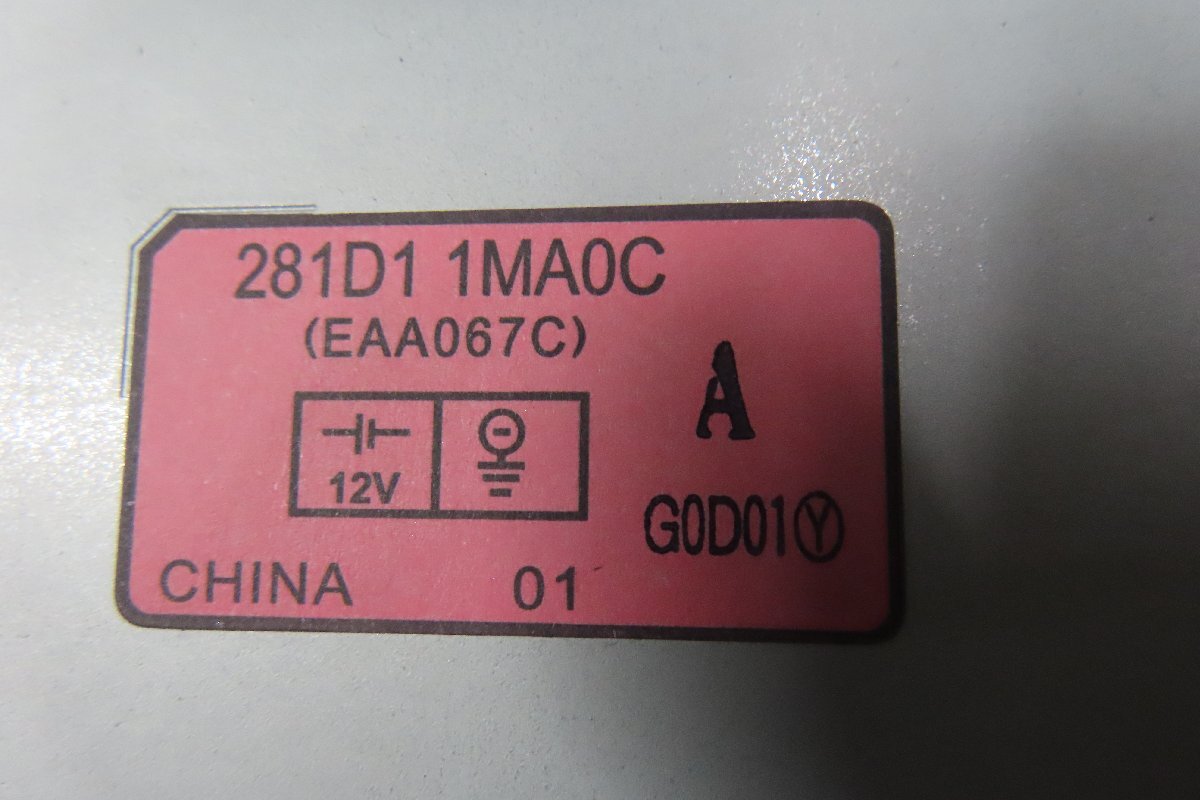 281D1 1MA0C
(EAA067C)
A
12V
G0D01Ⓨ
CHINA 01